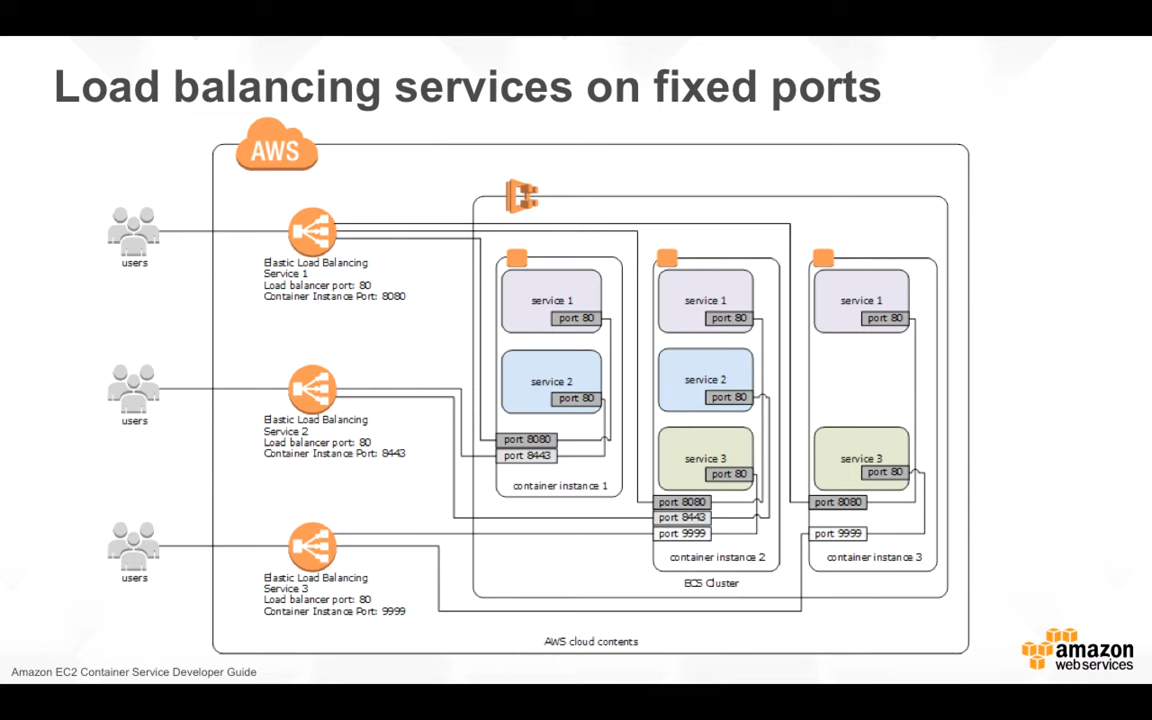 Load balancing services on fixed ports
AWS
users
Elastic Load Balancing
Service 1
Load balancer port: 80
Container Instance Port: 8080
service 1
port 80
service 2
port 80
port 8080
port 8443
container instance 1
service 1
port 80
service 2
port 80
service 3
port 80
port 8080
port 8443
port 9999
container instance 2
service 1
port 80
service 3
port 80
port 8080
port 9999
container instance 3
ECS Cluster
users
Elastic Load Balancing
Service 2
Load balancer port: 80
Container Instance Port: 8443
users
Elastic Load Balancing
Service 3
Load balancer port: 80
Container Instance Port: 9999
AWS cloud contents
Amazon EC2 Container Service Developer Guide
amazon
webservices